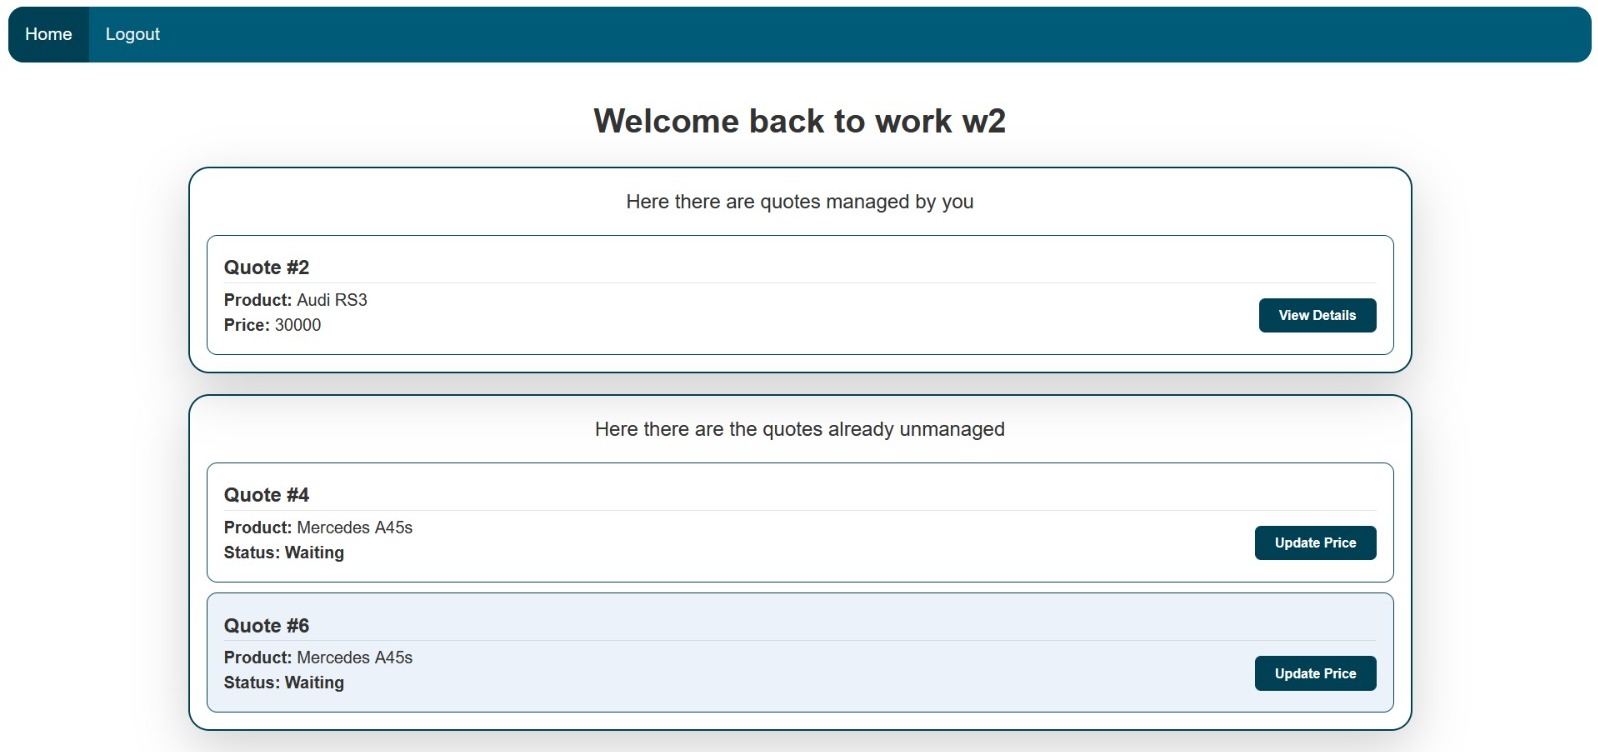 Home Logout
Welcome back to work w2
Here there are quotes managed by you
Quote #2
Product: Audi RS3
Price: 30000
View Details
Here there are the quotes already unmanaged
Quote #4
Product: Mercedes A45s
Status: Waiting
Update Price
Quote #6
Product: Mercedes A45s
Status: Waiting
Update Price